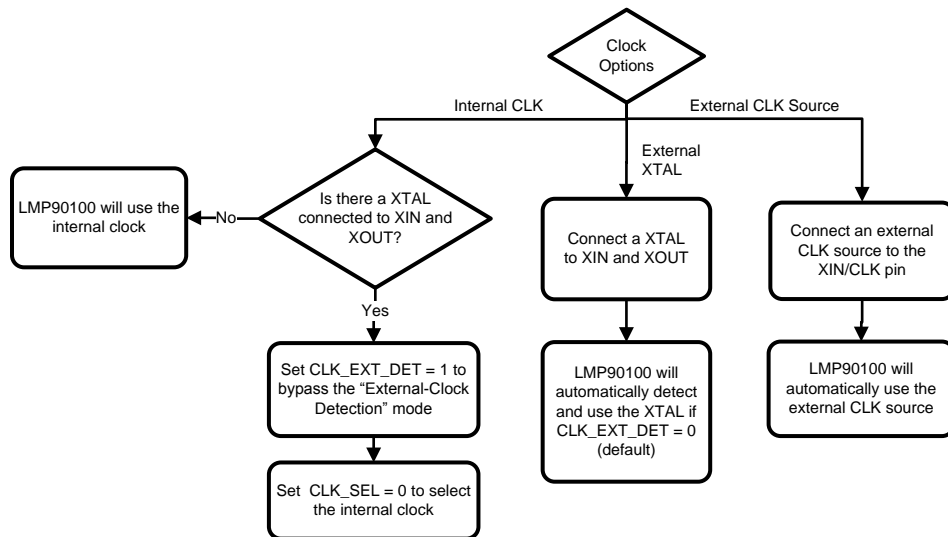 Clock
Options
Internal CLK
External CLK Source
External
XTAL
Is there a XTAL
connected to XIN and
XOUT?
No
LMP90100 will use the
internal clock
Yes
Set CLK_EXT_DET = 1 to
bypass the “External-Clock
Detection” mode
Set CLK_SEL = 0 to select
the internal clock
Connect a XTAL
to XIN and XOUT
LMP90100 will
automatically detect
and use the XTAL if
CLK_EXT_DET = 0
(default)
Connect an external
CLK source to the
XIN/CLK pin
LMP90100 will
automatically use the
external CLK source